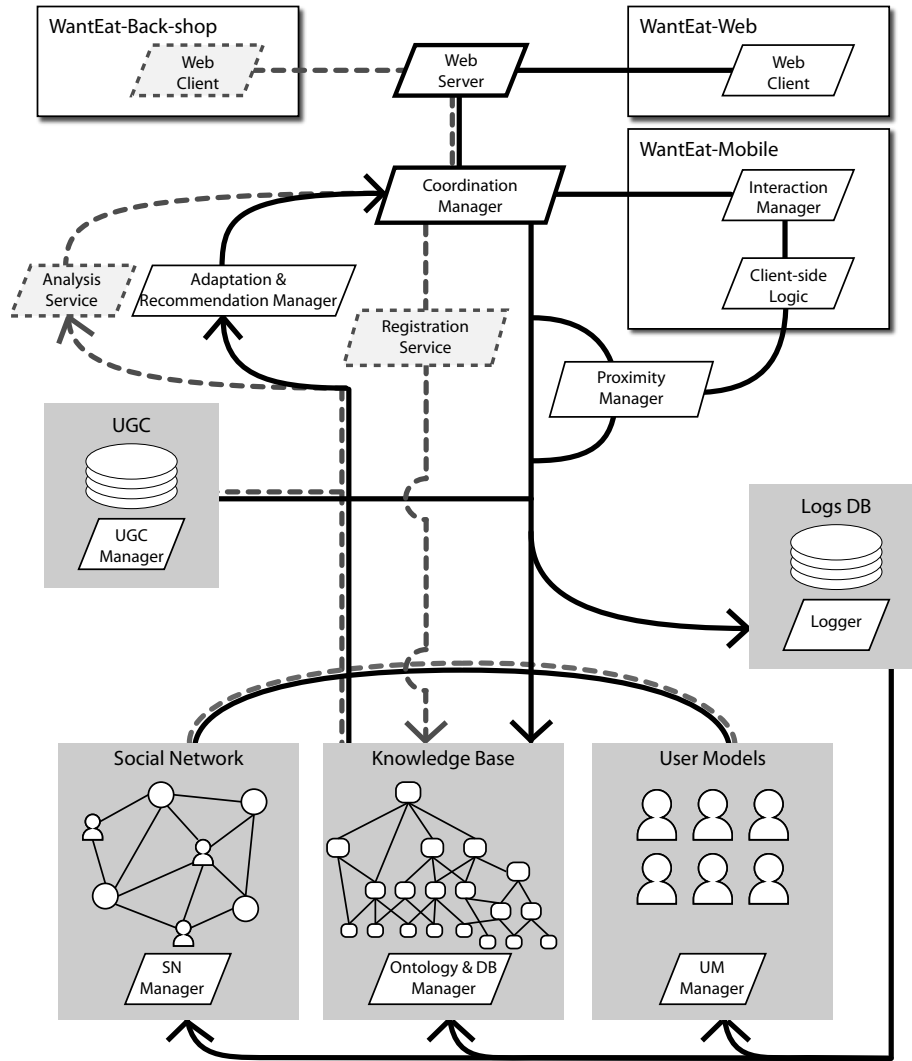 WantEat-Back-shop
Web
Client
Web
Server
WantEat-Web
Web
Client
WantEat-Mobile
Interaction
Manager
Client-side
Logic
Coordination
Manager
Analysis
Service
Adaptation &
Recommendation Manager
Registration
Service
Proximity
Manager
UGC
UGC
Manager
Logs DB
Logger
Social Network
SN
Manager
Knowledge Base
Ontology & DB
Manager
User Models
UM
Manager